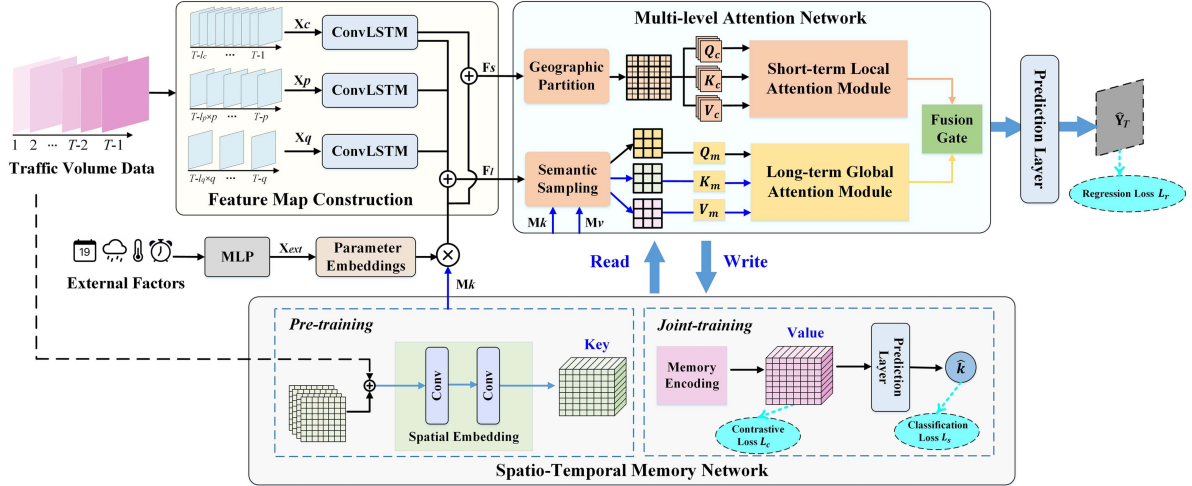 Xc
ConvLSTM
T-lc ... T-1
Xp
ConvLSTM
T-lp×p ... T-p
Xq
ConvLSTM
T-lq×q ... T-q
Feature Map Construction
1 2 ... T-2 T-1
Traffic Volume Data
Fs
Fl
Multi-level Attention Network
Geographic
Partition
Qc
Kc
Vc
Short-term Local
Attention Module
Semantic
Sampling
Mk Mv
Qm
Km
Vm
Long-term Global
Attention Module
Fusion
Gate
Prediction Layer
ŶT
Regression Loss Lr
19
External Factors
MLP
Xext
Parameter
Embeddings
Mk
Read
Write
Pre-training
Conv
Conv
Spatial Embedding
Key
Joint-training
Memory
Encoding
Value
Prediction
Layer
k̂
Contrastive
Loss Lc
Classification
Loss Ls
Spatio-Temporal Memory Network